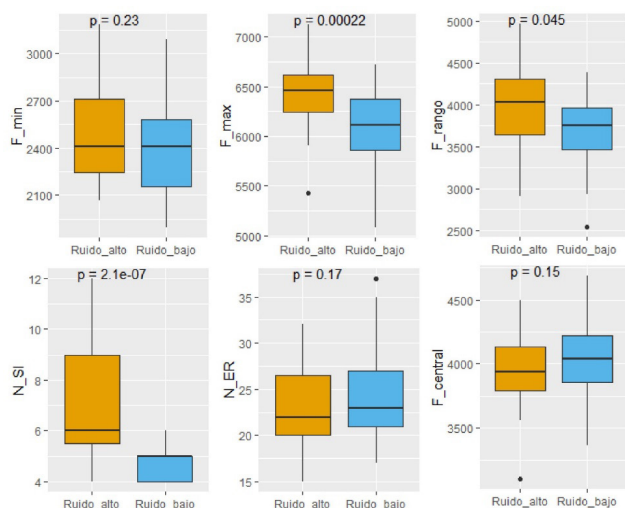 p = 0.23
F_min
3000
2700
2400
2100
Ruido_alto Ruido_bajo
p = 0.00022
F_max
7000
6500
6000
5500
5000
Ruido_alto Ruido_bajo
p = 0.045
F_rango
5000
4500
4000
3500
3000
2500
Ruido_alto Ruido_bajo
p = 2.1e-07
N_SI
12
10
8
6
4
Ruido_alto Ruido_bajo
p = 0.17
N_ER
35
30
25
20
15
Ruido_alto Ruido_bajo
p = 0.15
F_central
4500
4000
3500
Ruido_alto Ruido_bajo